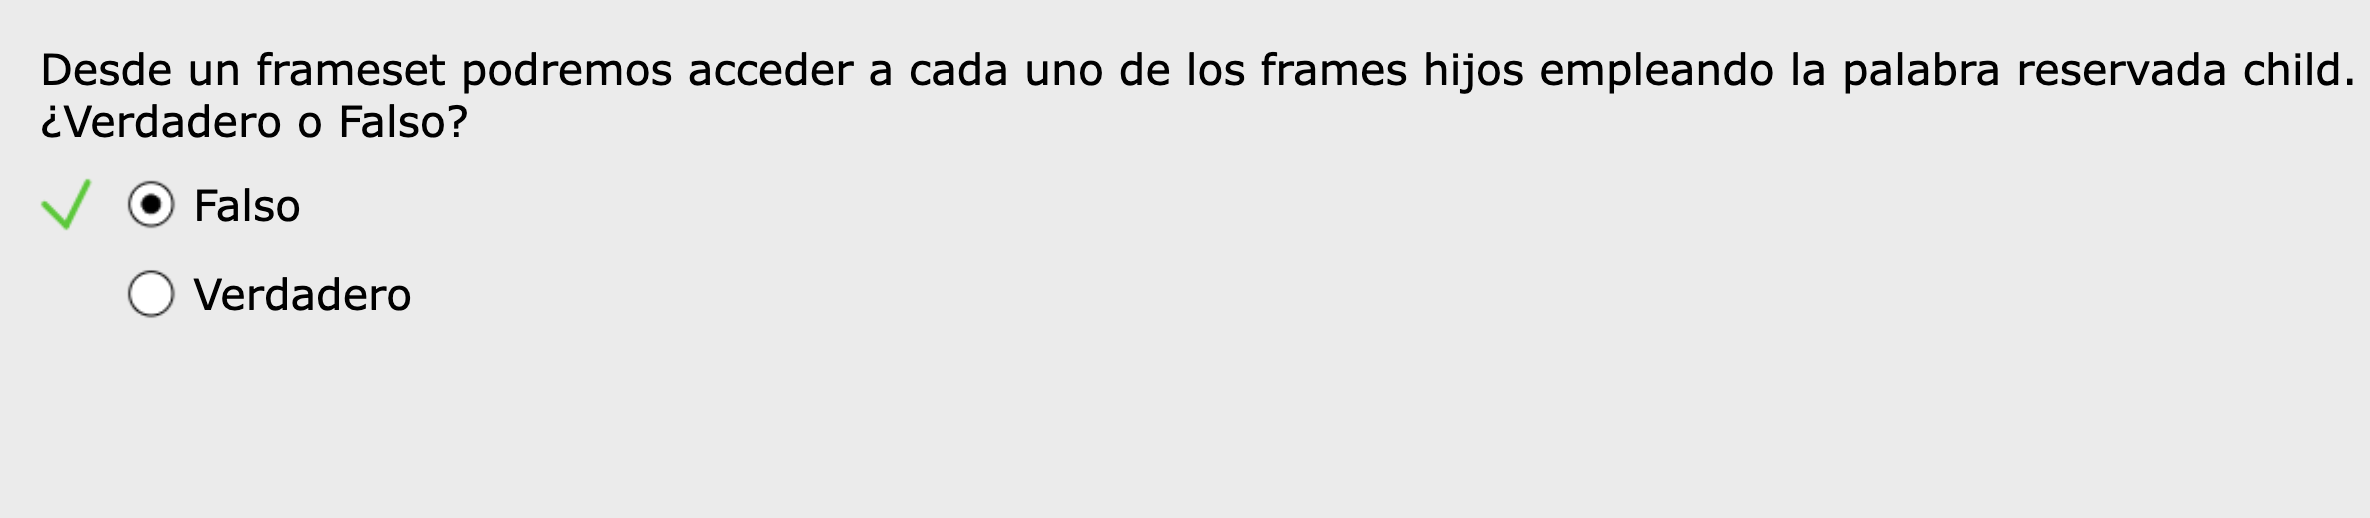 Desde un frameset podremos acceder a cada uno de los frames hijos empleando la palabra reservada child.
¿Verdadero o Falso?
Falso
Verdadero